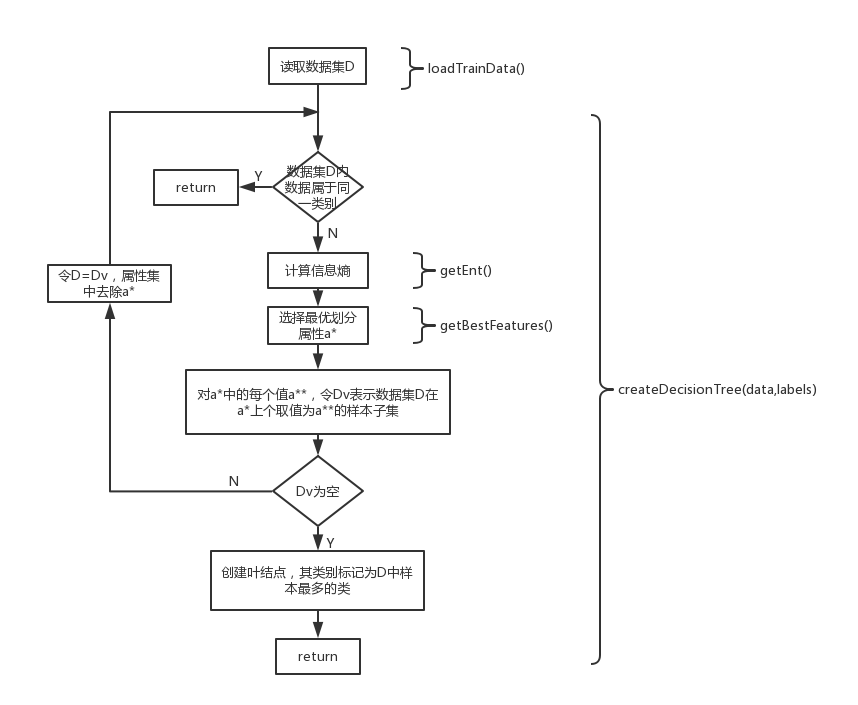 读取数据集D
loadTrainData()
数据集D内
数据属于同
一类别
Y
return
N
计算信息熵
getEnt()
令D=Dv，属性集
中去除a*
选择最优划分
属性a*
getBestFeatures()
对a*中的每个值a**，令Dv表示数据集D在
a*上个取值为a**的样本子集
createDecisionTree(data,labels)
N
Dv为空
Y
创建叶结点，其类别标记为D中样
本最多的类
return